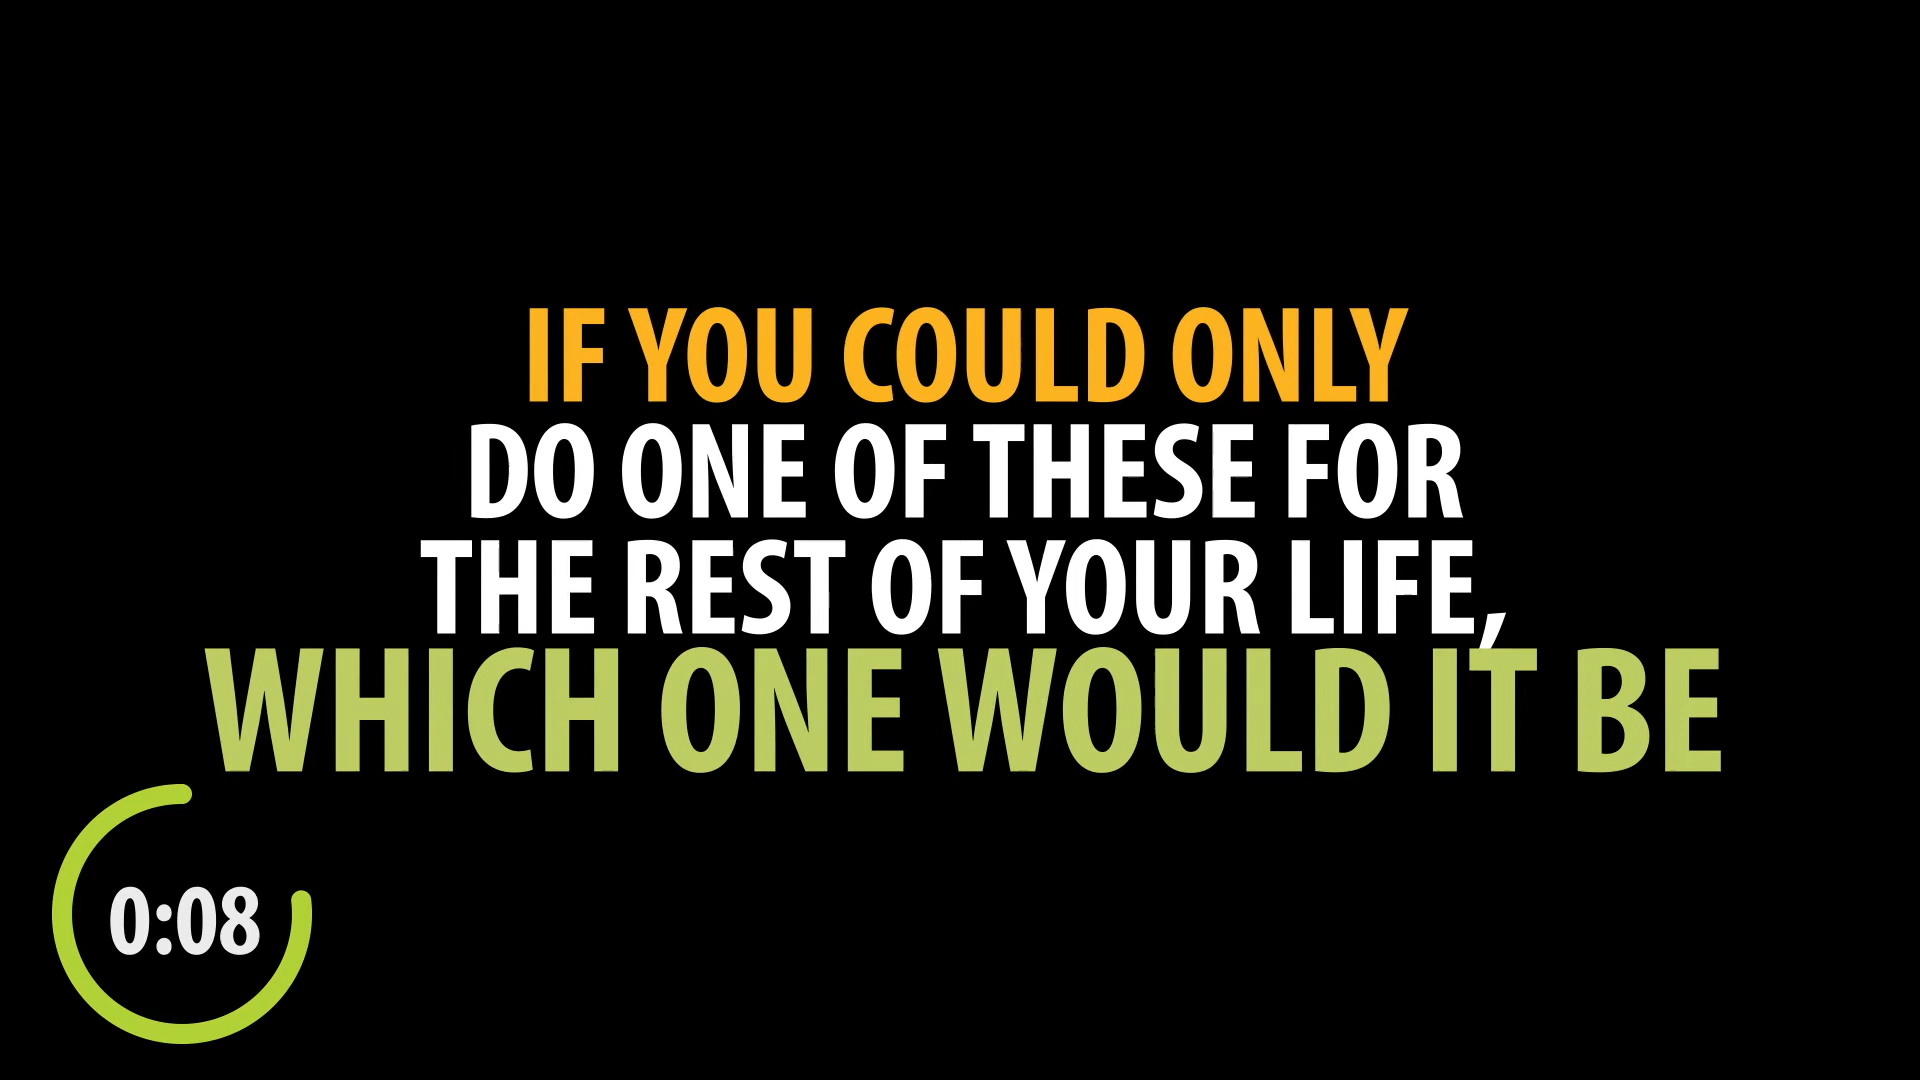 IF YOU COULD ONLY
DO ONE OF THESE FOR
THE REST OF YOUR LIFE,
WHICH ONE WOULD IT BE
0:08